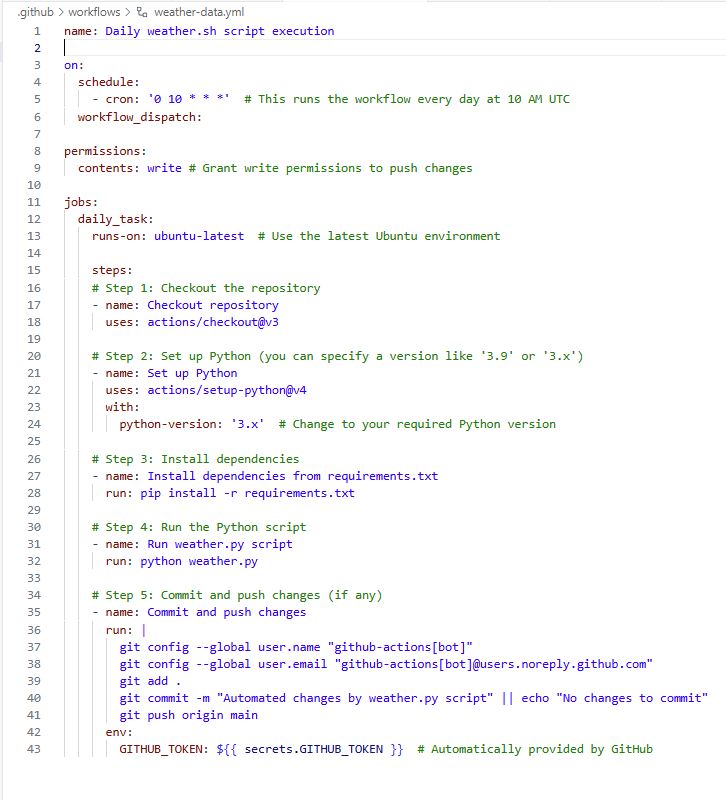 .github > workflows > weather-data.yml
1 name: Daily weather.sh script execution
2
3 on:
4 schedule:
5 - cron: '0 10 * * *' # This runs the workflow every day at 10 AM UTC
6 workflow_dispatch:
7
8 permissions:
9 contents: write # Grant write permissions to push changes
10
11 jobs:
12 daily_task:
13 runs-on: ubuntu-latest # Use the latest Ubuntu environment
14
15 steps:
16 # Step 1: Checkout the repository
17 - name: Checkout repository
18 uses: actions/checkout@v3
19
20 # Step 2: Set up Python (you can specify a version like '3.9' or '3.x')
21 - name: Set up Python
22 uses: actions/setup-python@v4
23 with:
24 python-version: '3.x' # Change to your required Python version
25
26 # Step 3: Install dependencies
27 - name: Install dependencies from requirements.txt
28 run: pip install -r requirements.txt
29
30 # Step 4: Run the Python script
31 - name: Run weather.py script
32 run: python weather.py
33
34 # Step 5: Commit and push changes (if any)
35 - name: Commit and push changes
36 run: |
37 git config --global user.name "github-actions[bot]"
38 git config --global user.email "github-actions[bot]@users.noreply.github.com"
39 git add .
40 git commit -m "Automated changes by weather.py script" || echo "No changes to commit"
41 git push origin main
42 env:
43 GITHUB_TOKEN: ${{ secrets.GITHUB_TOKEN }} # Automatically provided by GitHub